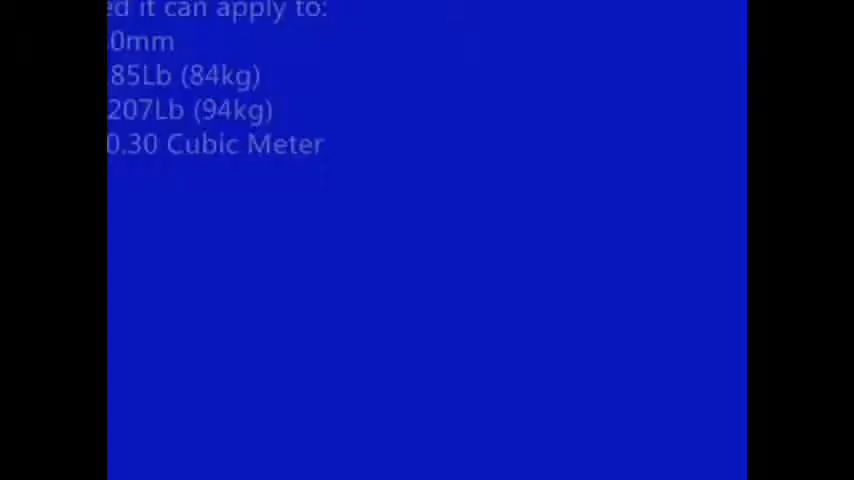 ed it can apply to:
0mm
85Lb (84kg)
207Lb (94kg)
0.30 Cubic Meter